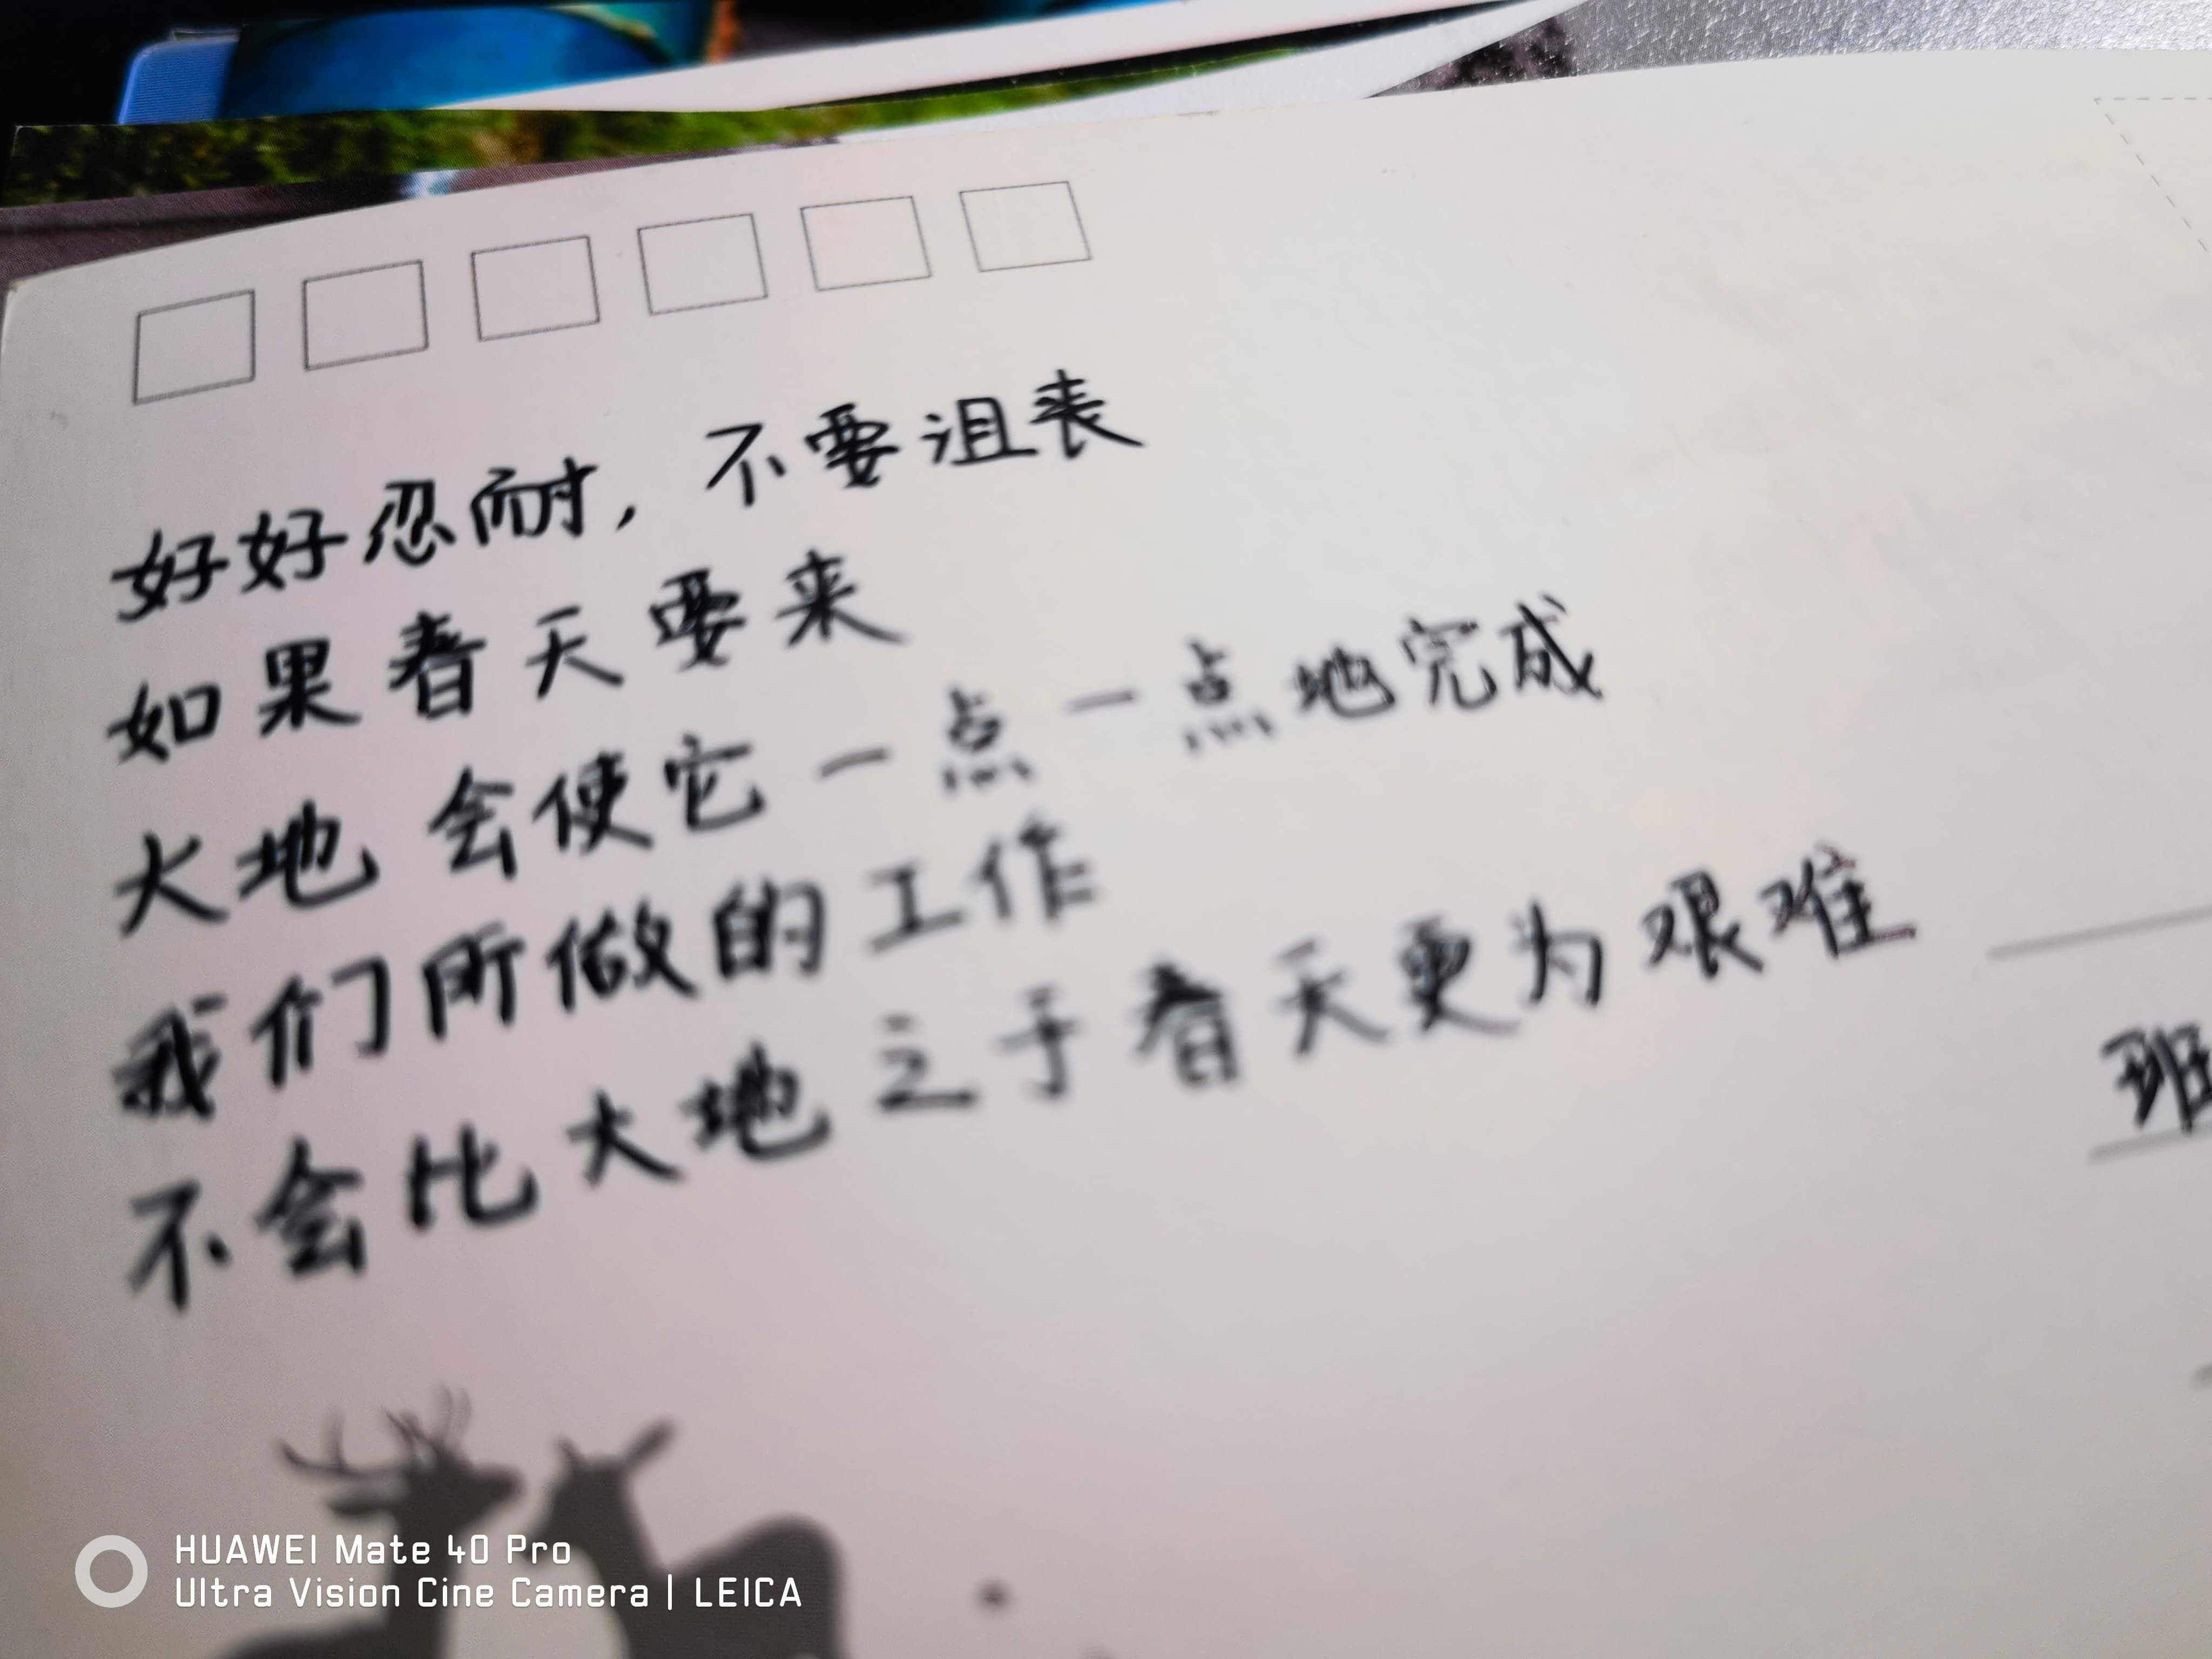 好好忍耐，不要沮丧
如果春天要来
大地会使它一点一点地完成
我们所做的工作
不会比大地之于春天更为艰难
班
HUAWEI Mate 40 Pro
Ultra Vision Cine Camera | LEICA